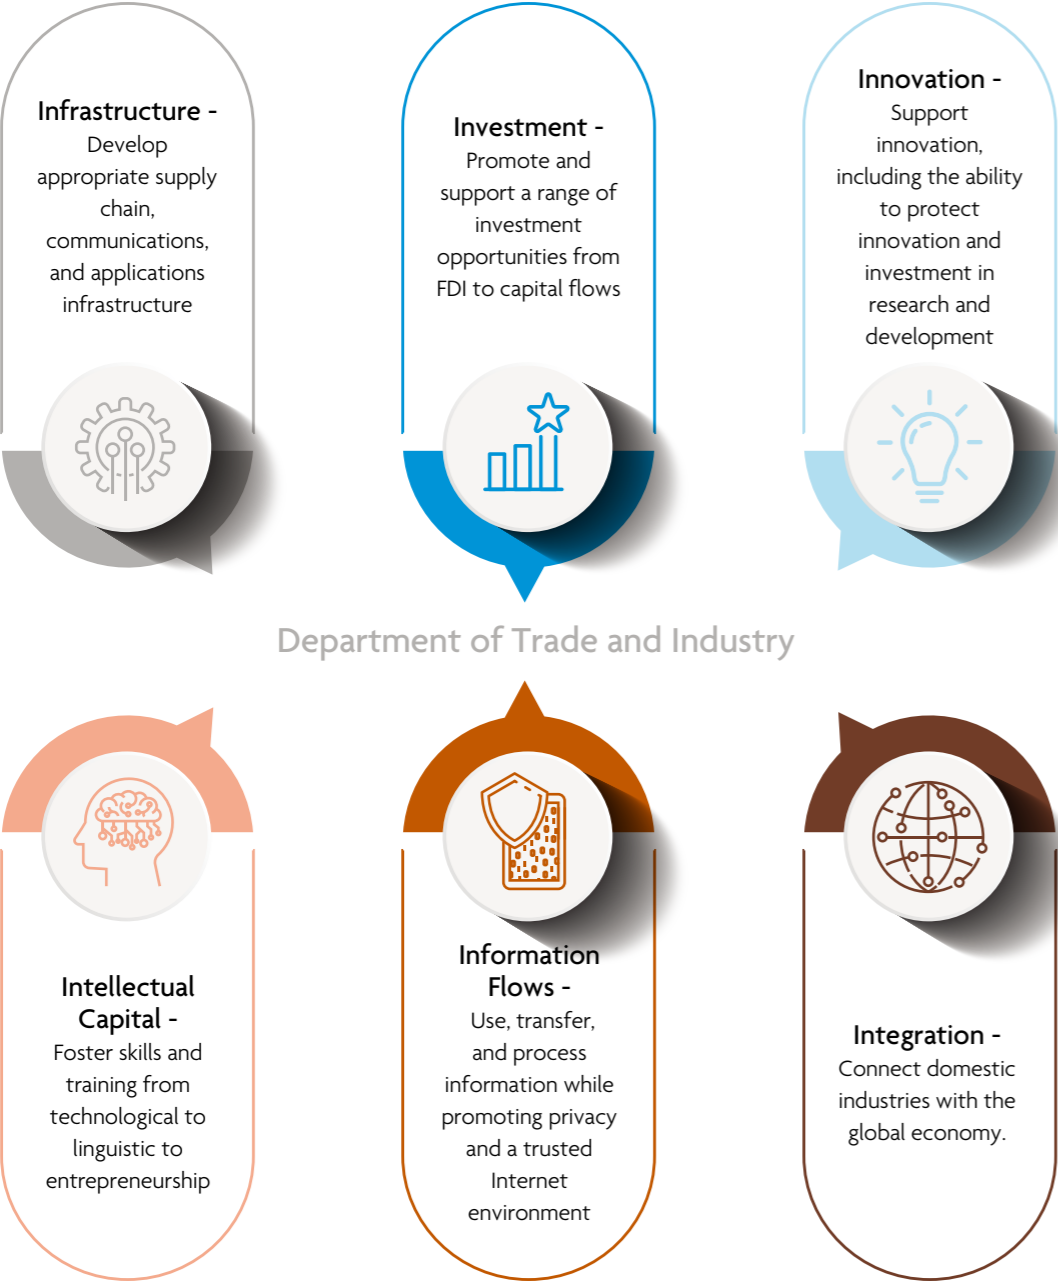 Infrastructure -
Develop
appropriate supply
chain,
communications,
and applications
infrastructure
Investment -
Promote and
support a range of
investment
opportunities from
FDI to capital flows
Innovation -
Support
innovation,
including the ability
to protect
innovation and
investment in
research and
development
Department of Trade and Industry
Intellectual
Capital -
Foster skills and
training from
technological to
linguistic to
entrepreneurship
Information
Flows -
Use, transfer,
and process
information while
promoting privacy
and a trusted
Internet
environment
Integration -
Connect domestic
industries with the
global economy.